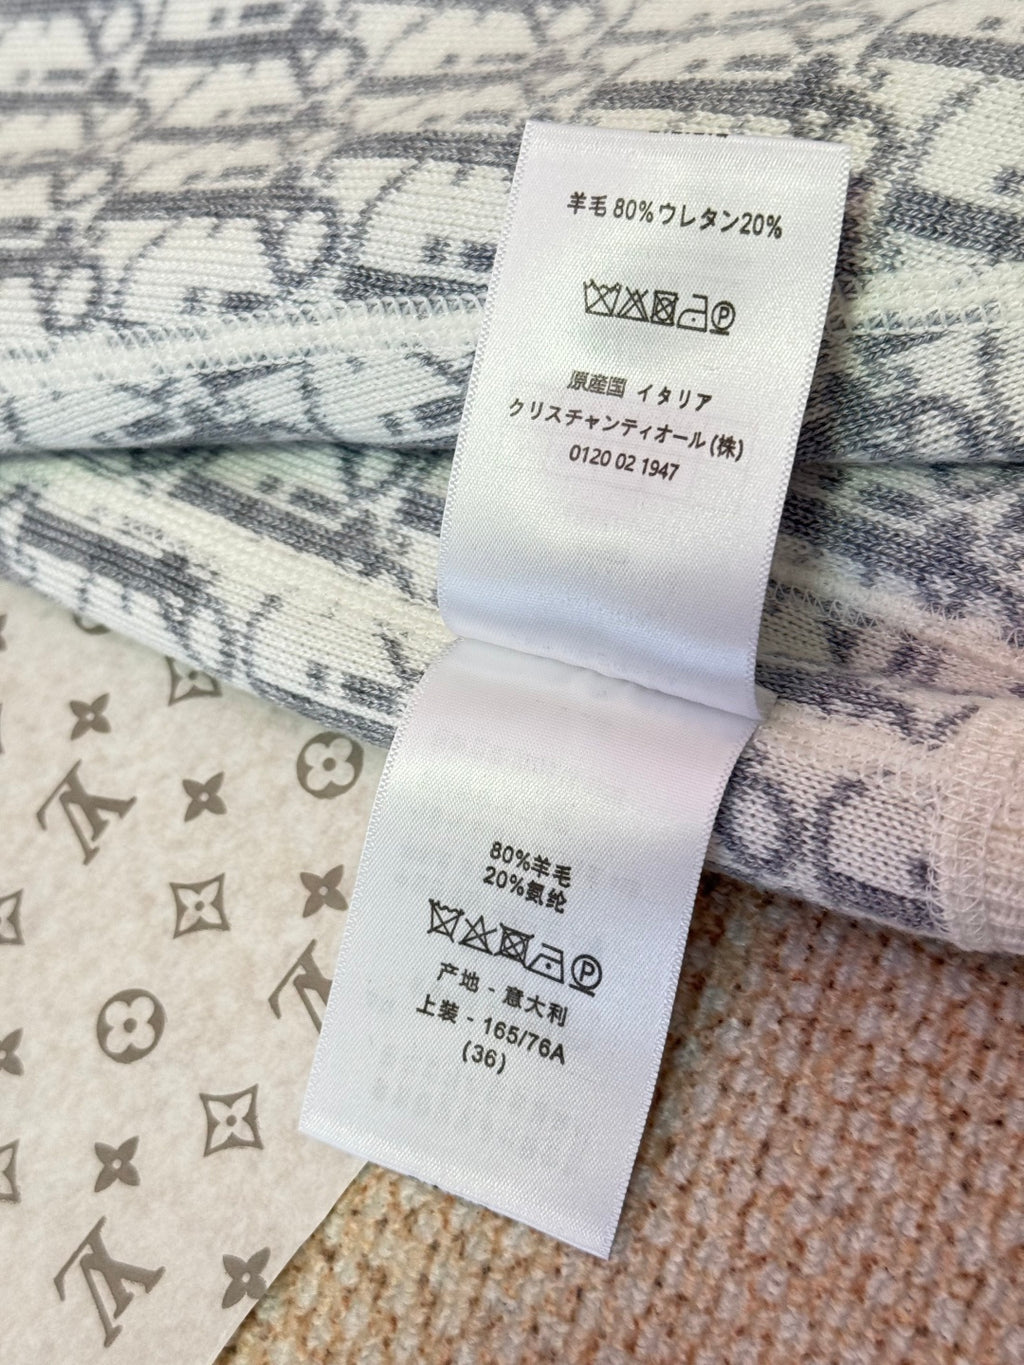 羊毛 80%ウレタン20%
P
原産国 イタリア
クリスチャンティオール(株)
0120 02 1947
80%羊毛
20%氨纶
P
产地 - 意大利
上装 - 165/76A
(36)